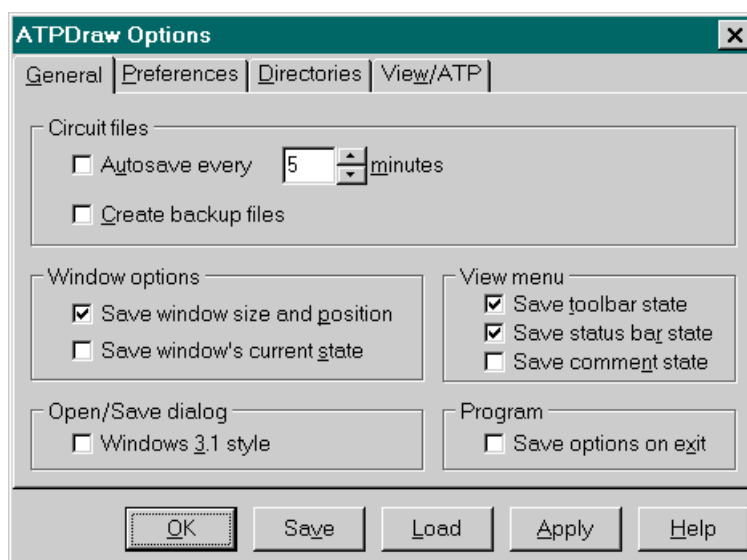 ATPDraw Options
General Preferences Directories View/ATP
Circuit files
Autosave every 5 minutes
Create backup files
Window options
Save window size and position
Save window's current state
View menu
Save toolbar state
Save status bar state
Save comment state
Open/Save dialog
Windows 3.1 style
Program
Save options on exit
OK Save Load Apply Help